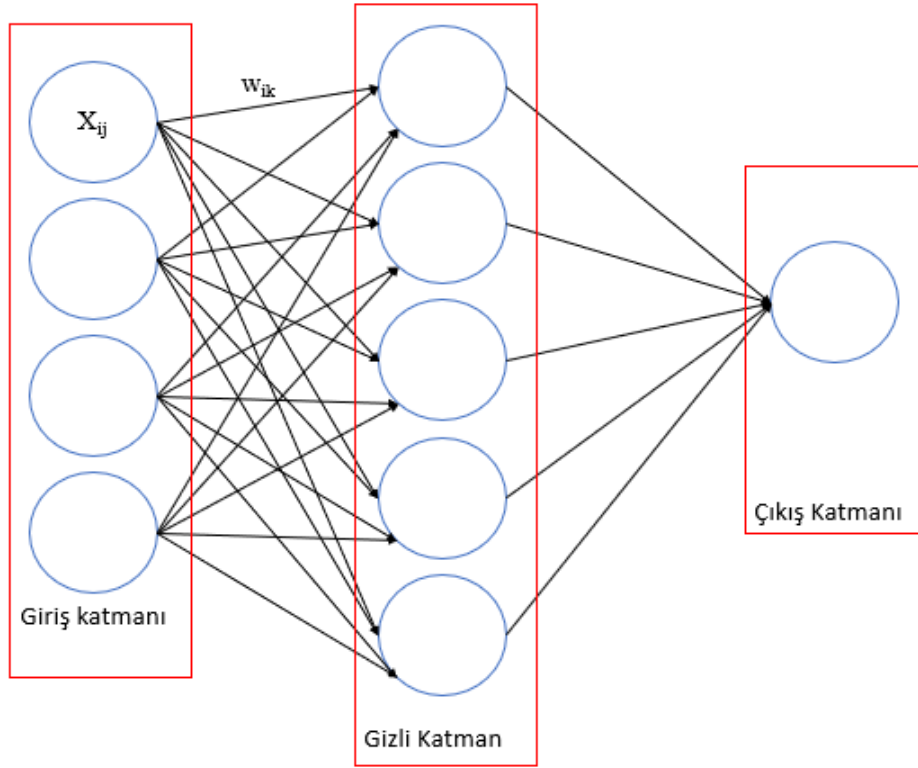 w_ik
X_ij
Giriş katmanı
Gizli Katman
Çıkış Katmanı